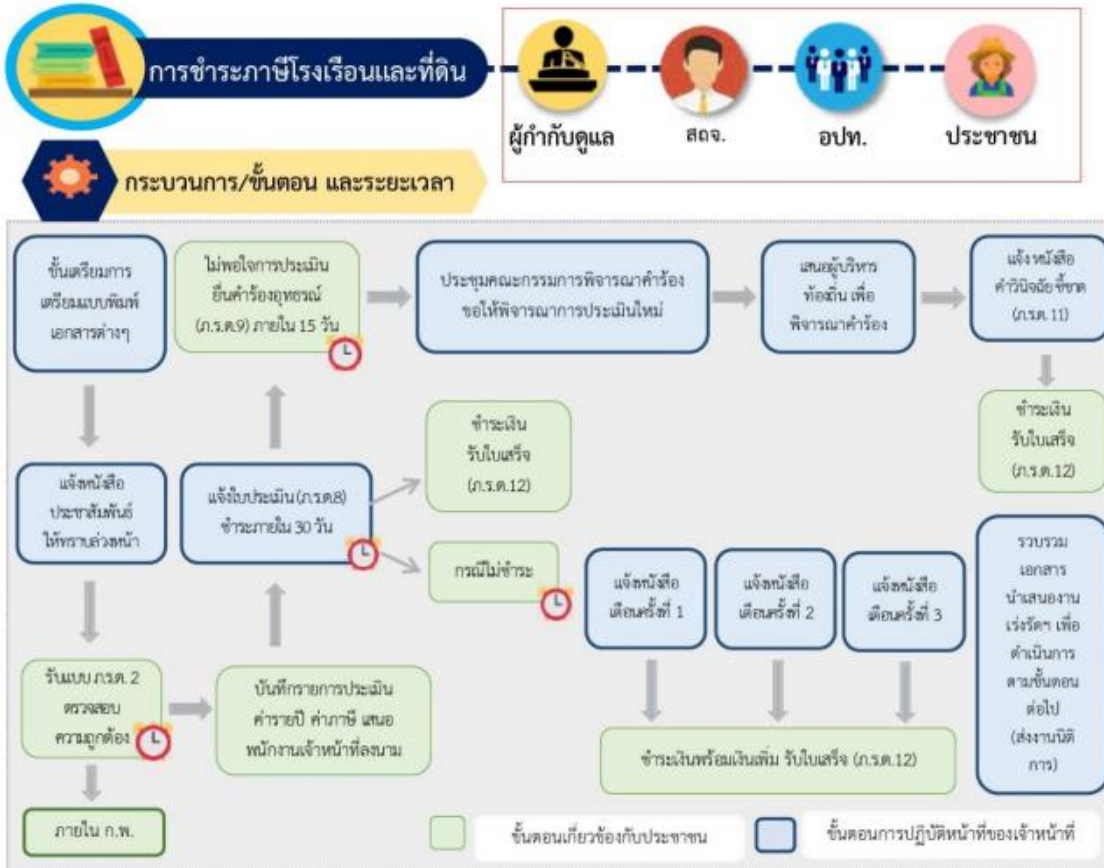 การชำระภาษีโรงเรือนและที่ดิน
ผู้กำกับดูแล
สถจ.
อปท.
ประชาชน
กระบวนการ/ขั้นตอน และระยะเวลา
ขั้นเตรียมการ
เตรียมแบบพิมพ์
เอกสารต่างๆ
ไม่พอใจการประเมิน
ยื่นคำร้องอุทธรณ์
(ภ.ร.ด.9) ภายใน 15 วัน
ประชุมคณะกรรมการพิจารณาคำร้อง
ขอให้พิจารณาการประเมินใหม่
เสนอผู้บริหาร
ท้องถิ่น เพื่อ
พิจารณาคำร้อง
แจ้งหนังสือ
คำวินิจฉัยชี้ขาด
(ภ.ร.ด. 11)
ชำระเงิน
รับใบเสร็จ
(ภ.ร.ด.12)
แจ้งหนังสือ
ประชาสัมพันธ์
ให้ทราบล่วงหน้า
แจ้งใบประเมิน (ภ.ร.ด.8)
ชำระภายใน 30 วัน
ชำระเงิน
รับใบเสร็จ
(ภ.ร.ด.12)
กรณีไม่ชำระ
แจ้งหนังสือ
เตือนครั้งที่ 1
แจ้งหนังสือ
เตือนครั้งที่ 2
แจ้งหนังสือ
เตือนครั้งที่ 3
รวบรวม
เอกสาร
นำเสนองาน
เร่งรัดฯ เพื่อ
ดำเนินการ
ตามขั้นตอน
ต่อไป
(ส่งงานนิติ
การ)
รับแบบ ภ.ร.ด. 2
ตรวจสอบ
ความถูกต้อง
บันทึกรายการประเมิน
ค่ารายปี ค่าภาษี เสนอ
พนักงานเจ้าหน้าที่ลงนาม
ชำระเงินพร้อมเงินเพิ่ม รับใบเสร็จ (ภ.ร.ด.12)
ภายใน ก.พ.
ขั้นตอนเกี่ยวข้องกับประชาชน
ขั้นตอนการปฏิบัติหน้าที่ของเจ้าหน้าที่